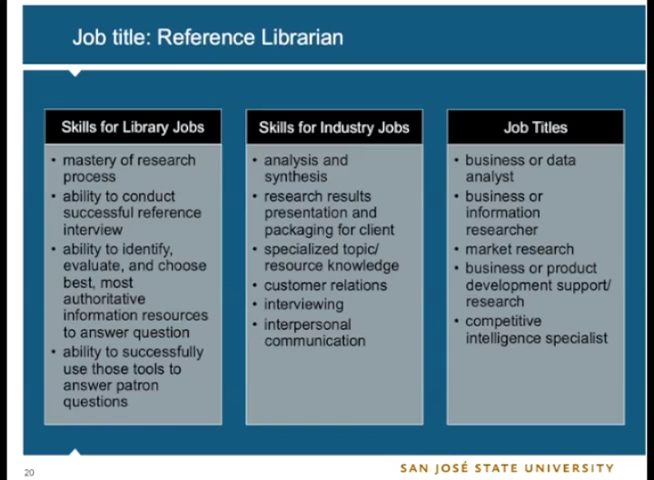 Job title: Reference Librarian
Skills for Library Jobs
• mastery of research
process
• ability to conduct
successful reference
interview
• ability to identify,
evaluate, and choose
best, most
authoritative
information resources
to answer question
• ability to successfully
use those tools to
answer patron
questions
Skills for Industry Jobs
• analysis and
synthesis
• research results
presentation and
packaging for client
• specialized topic/
resource knowledge
• customer relations
• interviewing
• interpersonal
communication
Job Titles
• business or data
analyst
• business or
information
researcher
• market research
• business or product
development support/
research
• competitive
intelligence specialist
20
SAN JOSÉ STATE UNIVERSITY